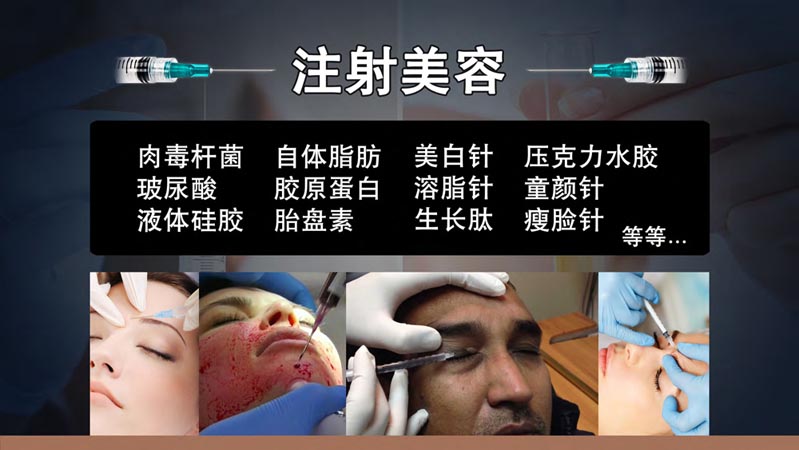 注射美容
肉毒杆菌 自体脂肪 美白针 压克力水胶
玻尿酸 胶原蛋白 溶脂针 童颜针
液体硅胶 胎盘素 生长肽 瘦脸针 等等...